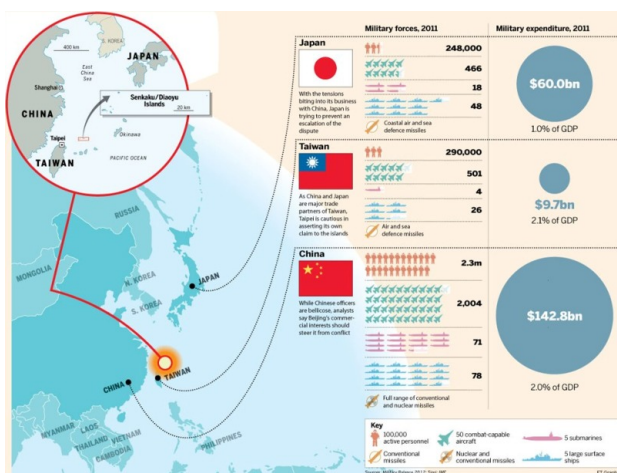 Military forces, 2011
Military expenditure, 2011
400 km
S. KOREA
JAPAN
East
China
Sea
Shanghai
CHINA
Senkaku/Diaoyu
Islands
20 km
Taipei
Okinawa
TAIWAN
PACIFIC OCEAN
RUSSIA
MONGOLIA
N. KOREA
S. KOREA
JAPAN
CHINA
TAIWAN
MYANMAR
LAOS
THAILAND
VIETNAM
CAMBODIA
PHILIPPINES
Japan
With the tensions
biting into its business
with China, Japan is
trying to prevent an
escalation of the
dispute
248,000
466
18
48
Coastal air and sea
defence missiles
$60.0bn
1.0% of GDP
Taiwan
As China and Japan
are major trade
partners of Taiwan,
Taipei is cautious in
asserting its own
claim to the islands
290,000
501
4
26
Air and sea
defence missiles
$9.7bn
2.1% of GDP
China
While Chinese officers
are bellicose, analysts
say Beijing's commer-
cial interests should
steer it from conflict
2.3m
2,004
71
78
Full range of conventional
and nuclear missiles
$142.8bn
2.0% of GDP
Key
100,000
active personnel
50 combat-capable
aircraft
5 submarines
Conventional
missiles
Nuclear and
conventional missiles
5 large surface
ships